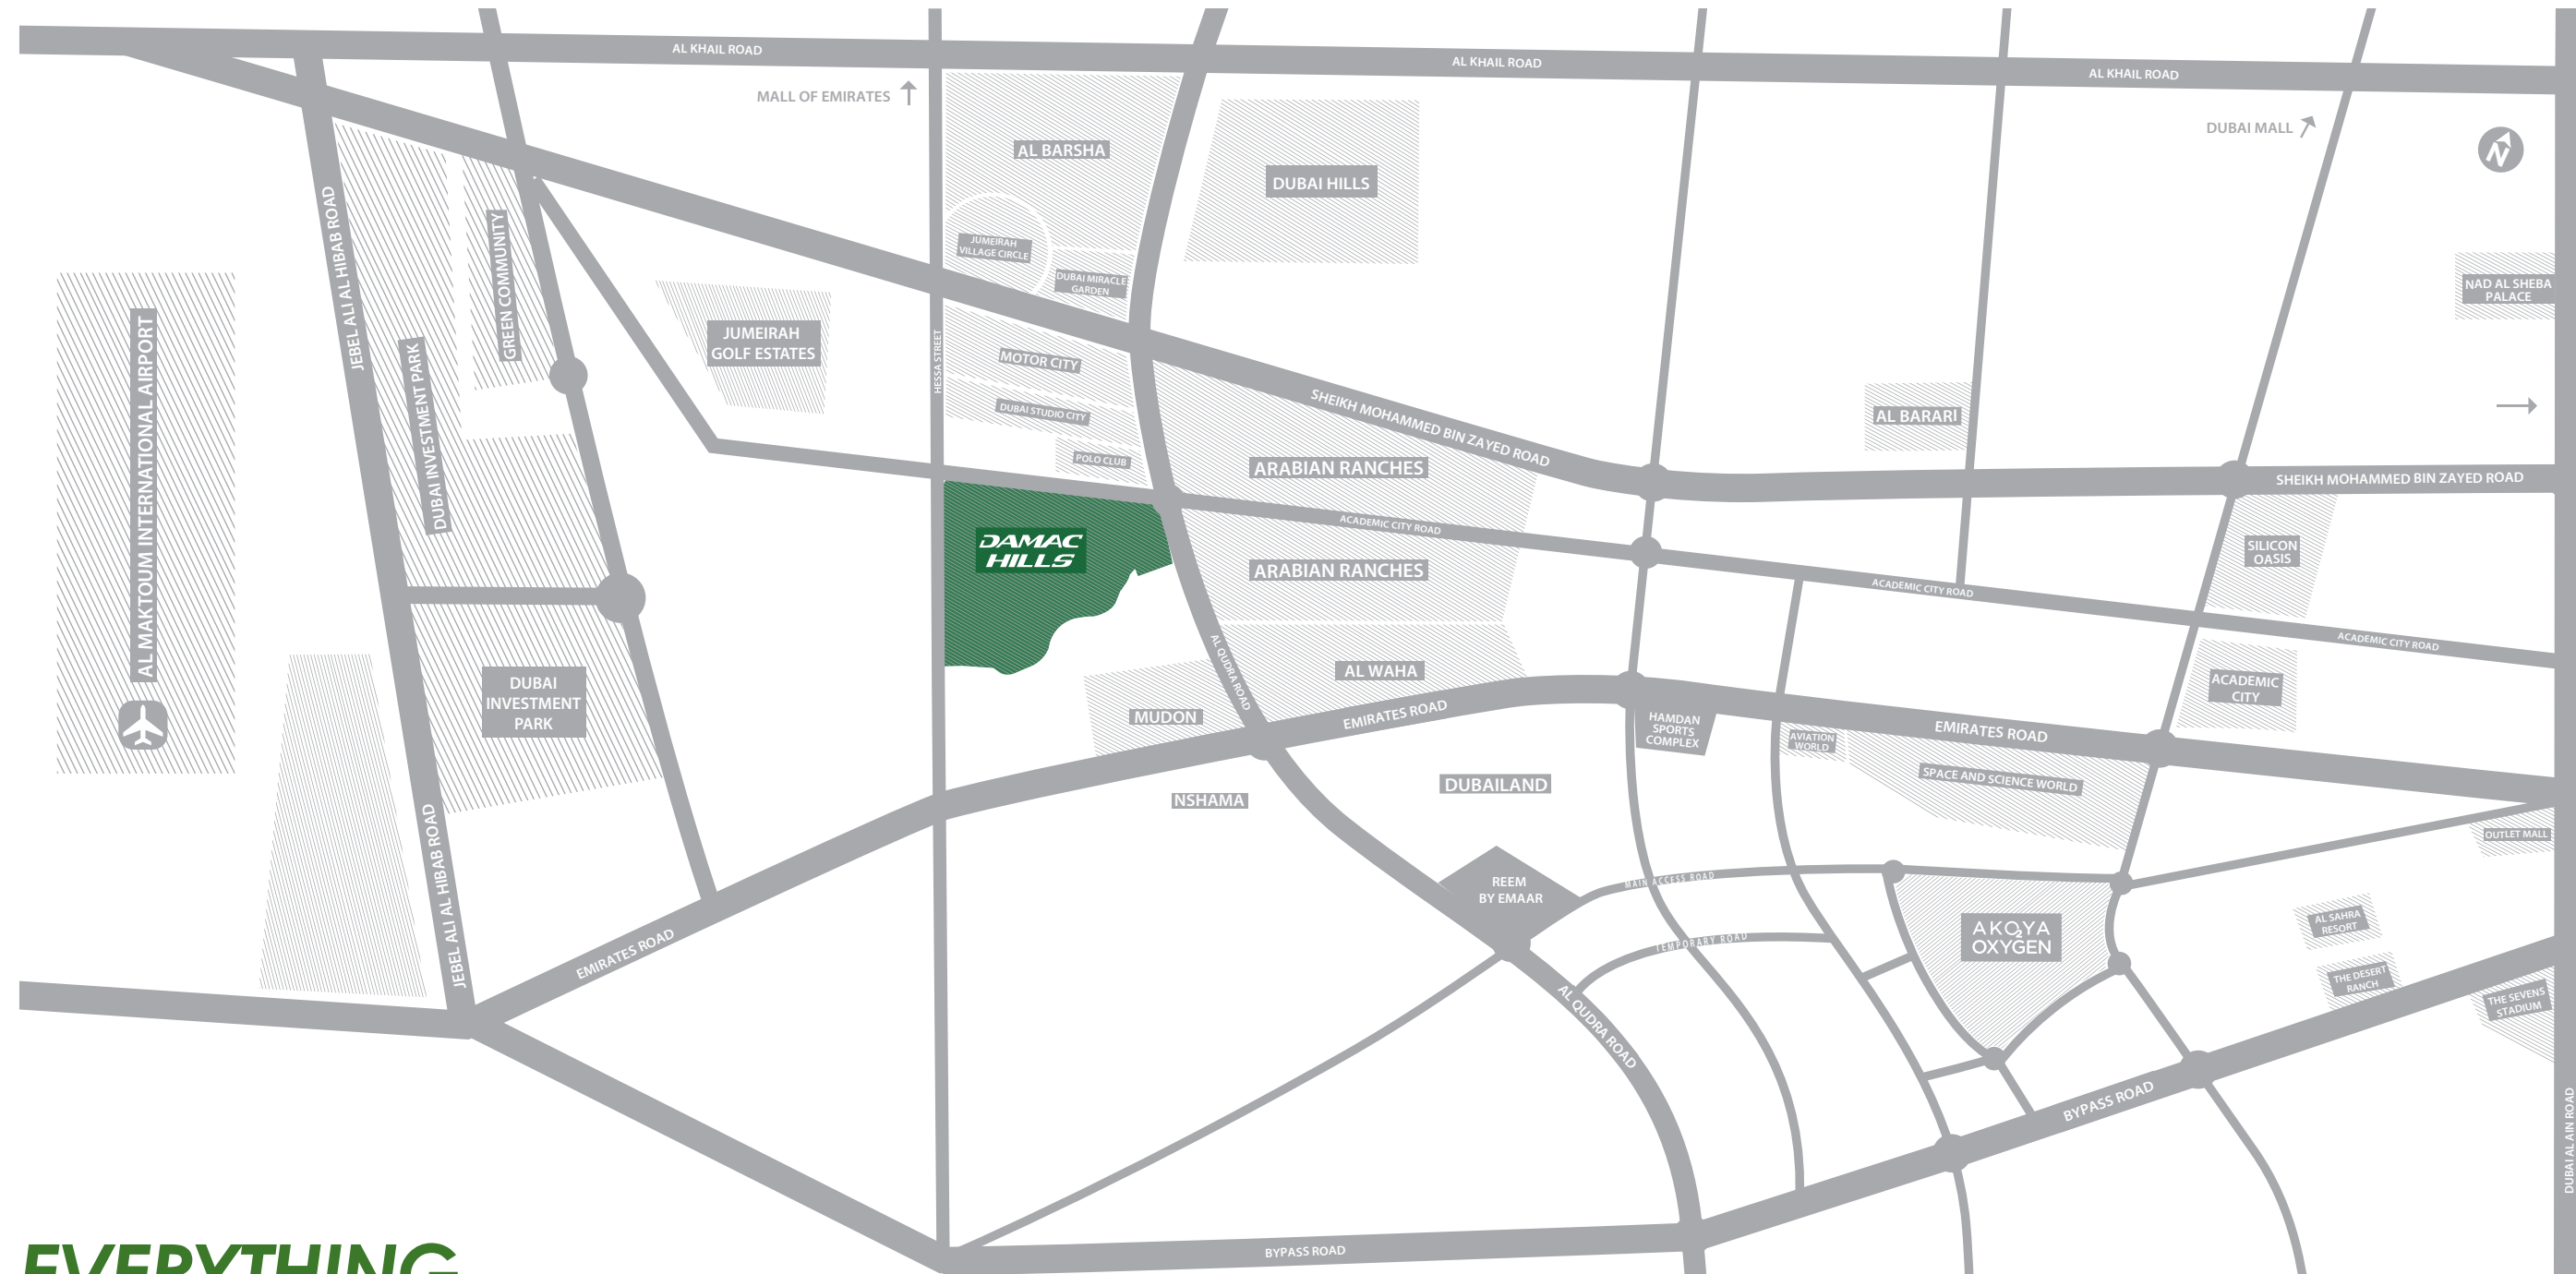 AL KHAIL ROAD
AL KHAIL ROAD
AL KHAIL ROAD
MALL OF EMIRATES
DUBAI MALL
N
AL BARSHA
DUBAI HILLS
JUMEIRAH
VILLAGE CIRCLE
DUBAI MIRACLE
GARDEN
NAD AL SHEBA
PALACE
JEBEL ALI AL HIBAB ROAD
GREEN COMMUNITY
DUBAI INVESTMENT PARK
AL MAKTOUM INTERNATIONAL AIRPORT
JUMEIRAH
GOLF ESTATES
HESSA STREET
MOTOR CITY
DUBAI STUDIO CITY
POLO CLUB
SHEIKH MOHAMMED BIN ZAYED ROAD
AL BARARI
ARABIAN RANCHES
SHEIKH MOHAMMED BIN ZAYED ROAD
ACADEMIC CITY ROAD
DAMAC
HILLS
ARABIAN RANCHES
SILICON
OASIS
ACADEMIC CITY ROAD
ACADEMIC CITY ROAD
AL QUDRA ROAD
AL WAHA
ACADEMIC
CITY
DUBAI
INVESTMENT
PARK
MUDON
EMIRATES ROAD
HAMDAN
SPORTS
COMPLEX
AVIATION
WORLD
EMIRATES ROAD
SPACE AND SCIENCE WORLD
NSHAMA
DUBAILAND
OUTLET MALL
JEBEL ALI AL HIBAB ROAD
REEM
BY EMAAR
MAIN ACCESS ROAD
TEMPORARY ROAD
AKO2YA
OXYGEN
AL SAHRA
RESORT
THE DESERT
RANCH
THE SEVENS
STADIUM
EMIRATES ROAD
AL QUDRA ROAD
BYPASS ROAD
DUBAI AL AIN ROAD
BYPASS ROAD
EVERYTHING